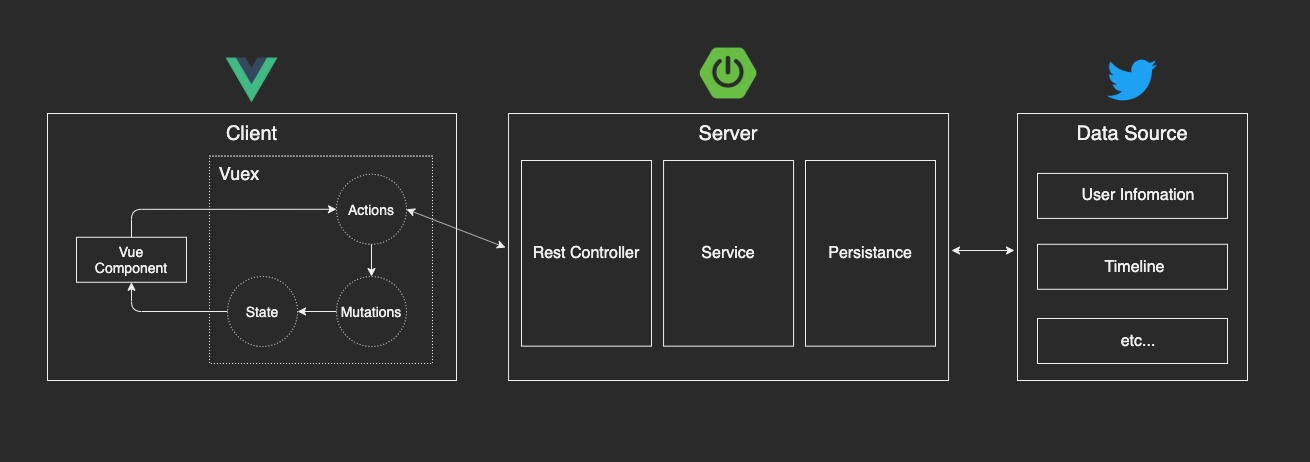 Client
Vuex
Actions
Vue
Component
State
Mutations
Server
Rest Controller
Service
Persistance
Data Source
User Infomation
Timeline
etc...